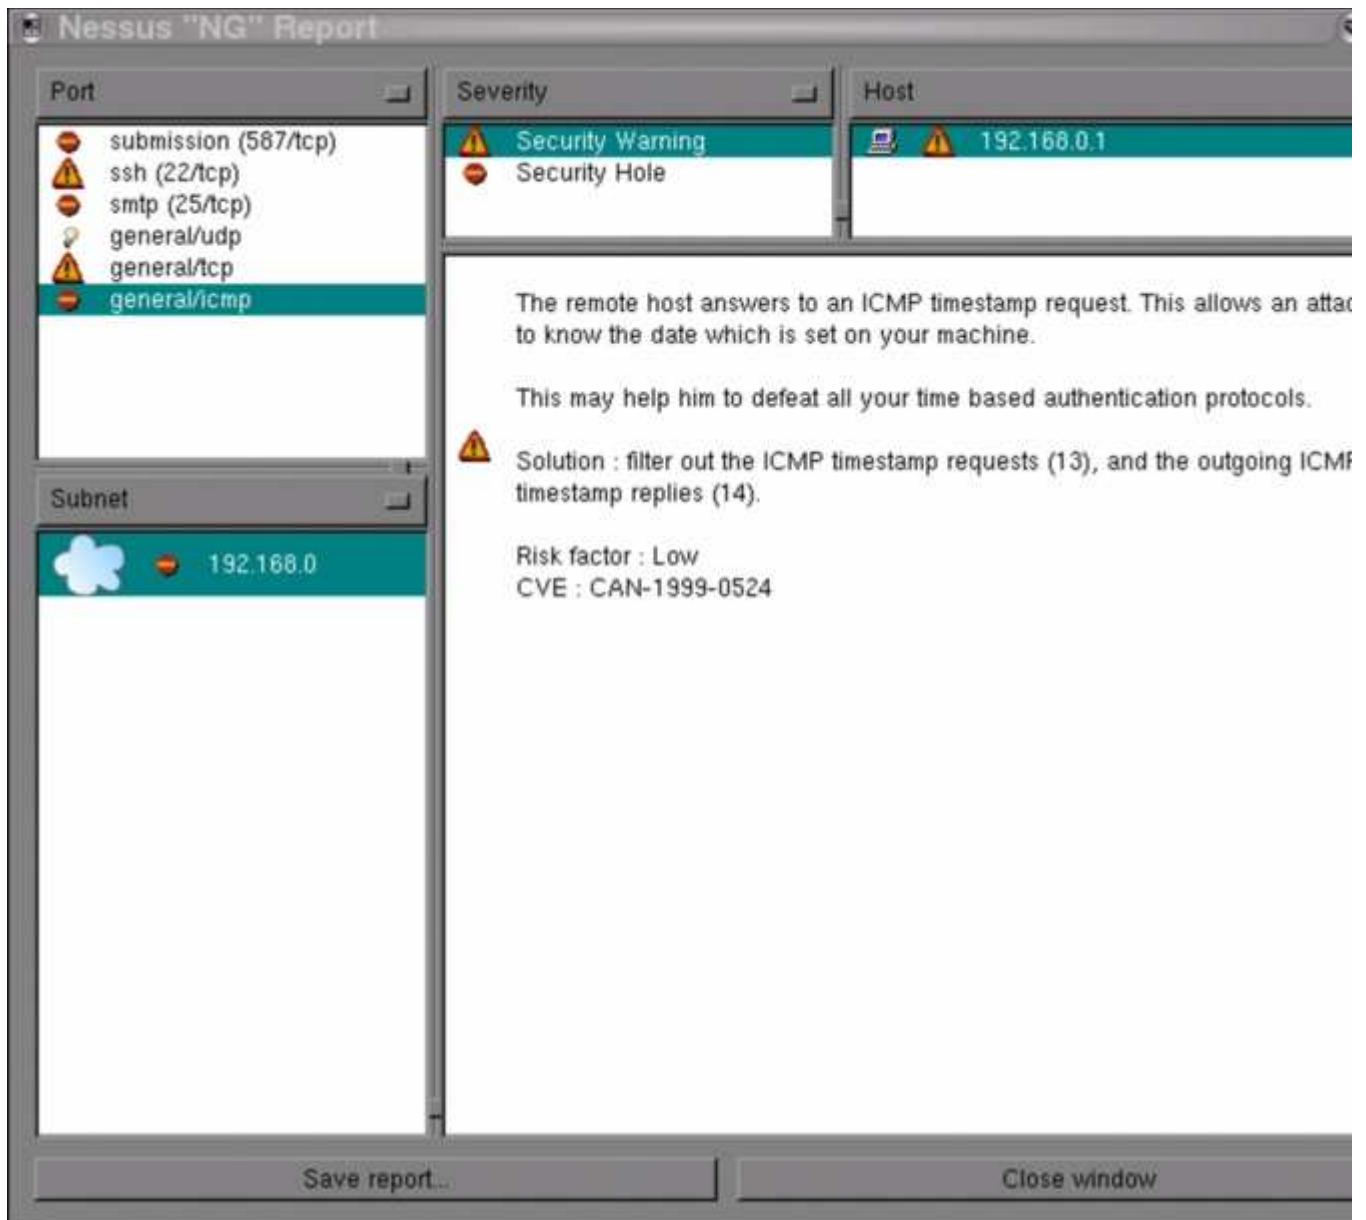 Nessus "NG" Report
Port
submission (587/tcp)
ssh (22/tcp)
smtp (25/tcp)
general/udp
general/tcp
general/icmp
Subnet
192.168.0
Severity
Security Warning
Security Hole
Host
192.168.0.1
The remote host answers to an ICMP timestamp request. This allows an attac
to know the date which is set on your machine.
This may help him to defeat all your time based authentication protocols.
Solution : filter out the ICMP timestamp requests (13), and the outgoing ICMP
timestamp replies (14).
Risk factor : Low
CVE : CAN-1999-0524
Save report...
Close window